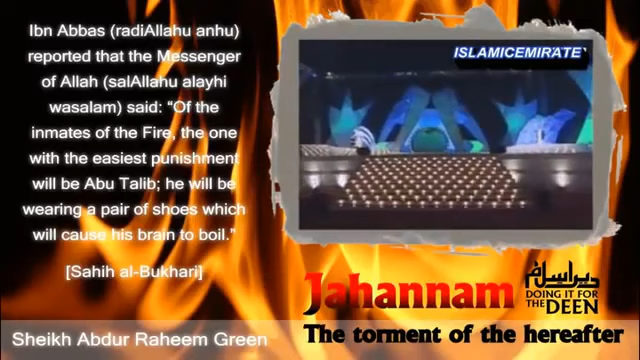 Ibn Abbas (radiAllahu anhu)
reported that the Messenger
of Allah (salAllahu alayhi
wasalam) said: “Of the
inmates of the Fire, the one
with the easiest punishment
will be Abu Talib; he will be
wearing a pair of shoes which
will cause his brain to boil.”
[Sahih al-Bukhari]
Sheikh Abdur Raheem Green
ISLAMICEMIRATE
Jahannam
DOING IT FOR
THE DEEN
The torment of the hereafter